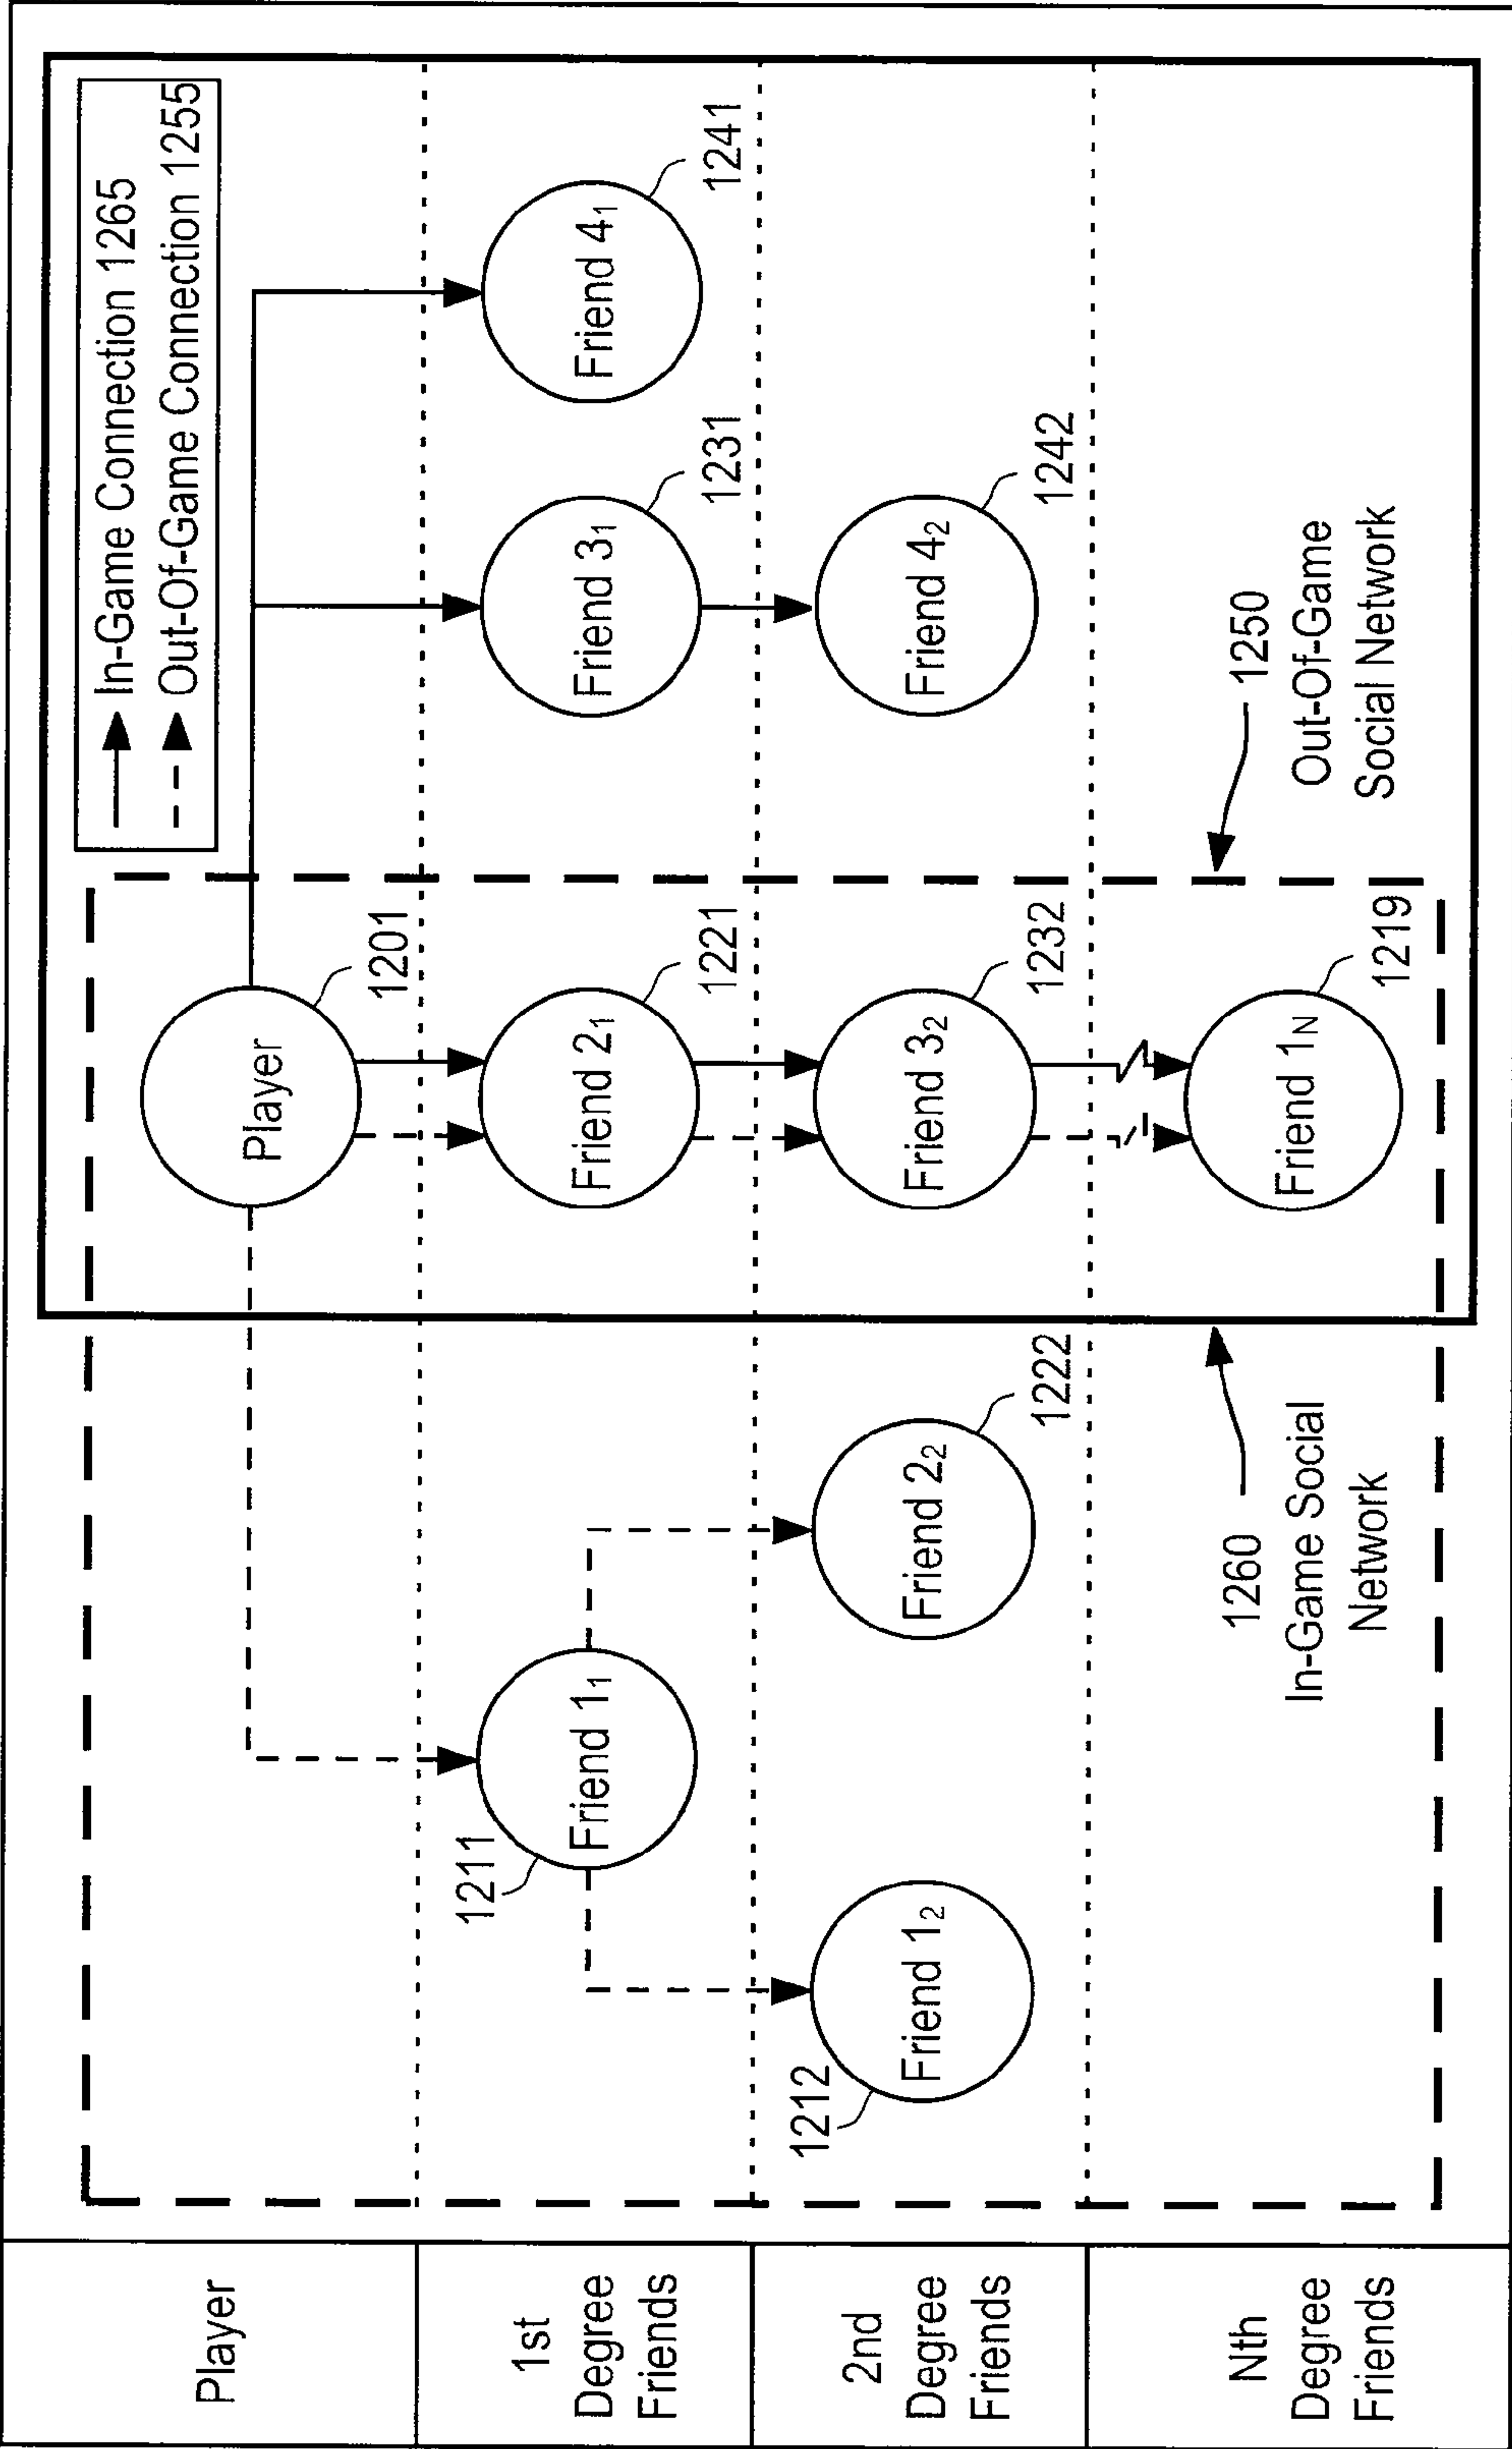 Player
1st
Degree
Friends
2nd
Degree
Friends
Nth
Degree
Friends
In-Game Connection 1265
Out-Of-Game Connection 1255
Player
1201
1211
Friend 1₁
Friend 2₁
1221
Friend 3₁
1231
Friend 4₁
1241
1212
Friend 1₂
Friend 2₂
1222
Friend 3₂
1232
Friend 4₂
1242
1260
In-Game Social
Network
Friend 1N
1219
1250
Out-Of-Game
Social Network